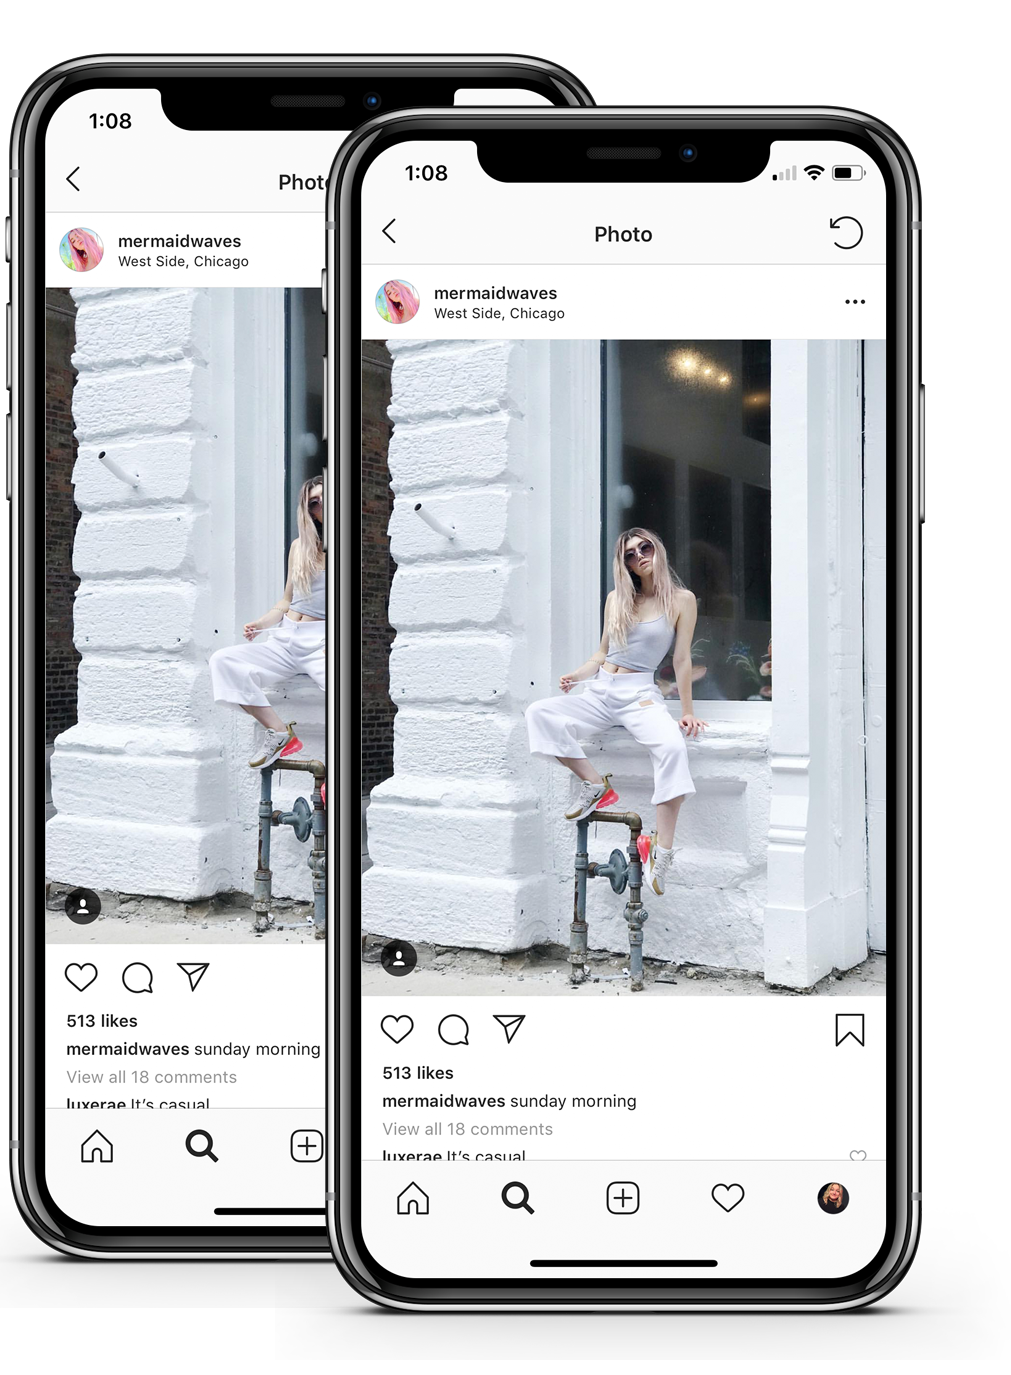 1:08
Phot
mermaidwaves
West Side, Chicago
513 likes
mermaidwaves sunday morning
View all 18 comments
luxerae It's casual
1:08
Photo
mermaidwaves
West Side, Chicago
513 likes
mermaidwaves sunday morning
View all 18 comments
luxerae It's casual